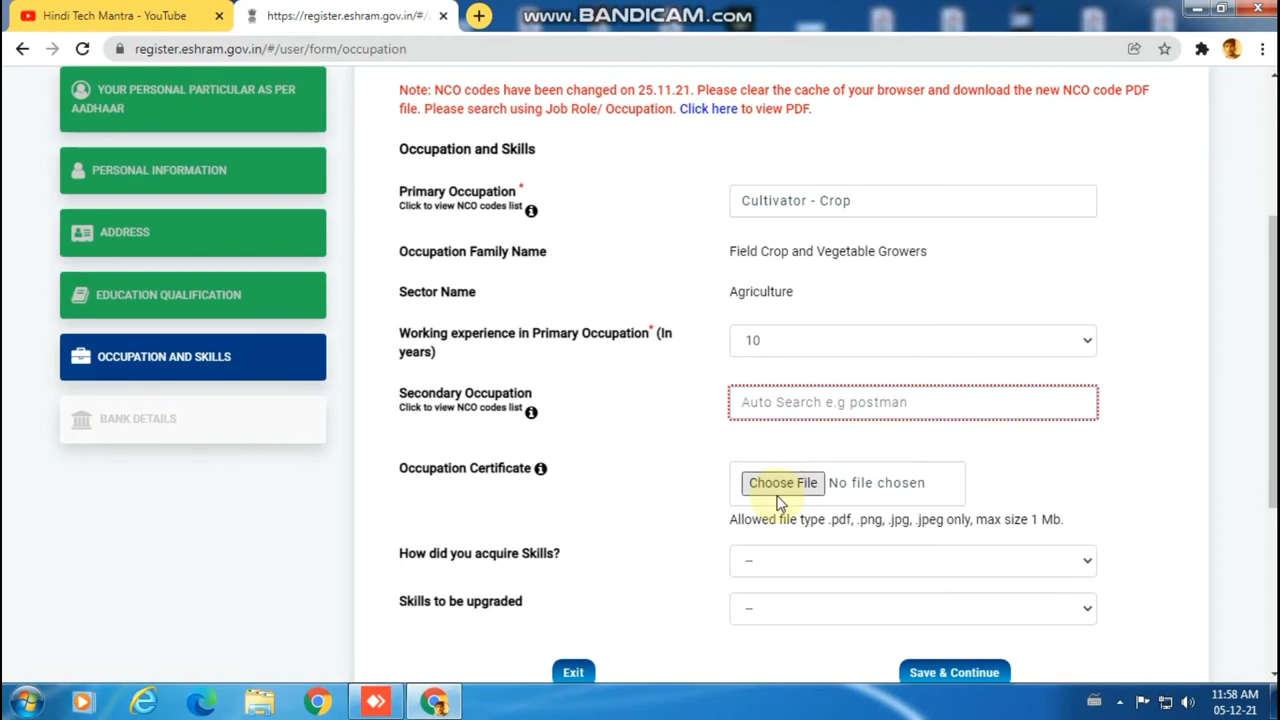 Hindi Tech Mantra - YouTube
https://register.eshram.gov.in/#/u
www.BANDICAM.com
register.eshram.gov.in/#/user/form/occupation
YOUR PERSONAL PARTICULAR AS PER
AADHAAR
PERSONAL INFORMATION
ADDRESS
EDUCATION QUALIFICATION
OCCUPATION AND SKILLS
BANK DETAILS
Note: NCO codes have been changed on 25.11.21. Please clear the cache of your browser and download the new NCO code PDF
file. Please search using Job Role/ Occupation. Click here to view PDF.
Occupation and Skills
Primary Occupation *
Click to view NCO codes list
Cultivator - Crop
Occupation Family Name
Field Crop and Vegetable Growers
Sector Name
Agriculture
Working experience in Primary Occupation* (In
years)
10
Secondary Occupation
Click to view NCO codes list
Auto Search e.g postman
Occupation Certificate
Choose File No file chosen
Allowed file type .pdf, .png, .jpg, .jpeg only, max size 1 Mb.
How did you acquire Skills?
--
Skills to be upgraded
--
Exit
Save & Continue
11:58 AM
05-12-21